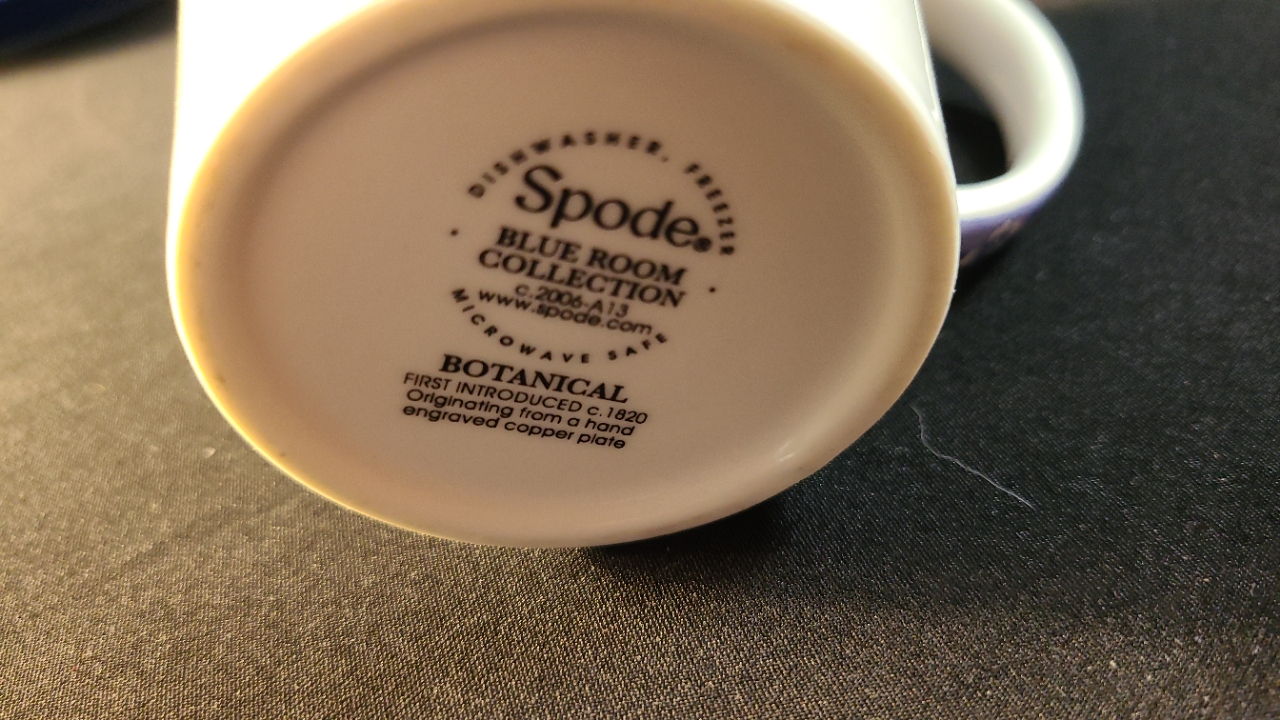 DISHWASHER, FREEZER
Spode®
BLUE ROOM
COLLECTION
c.2006-A13
www.spode.com
MICROWAVE SAFE
BOTANICAL
FIRST INTRODUCED c.1820
Originating from a hand
engraved copper plate